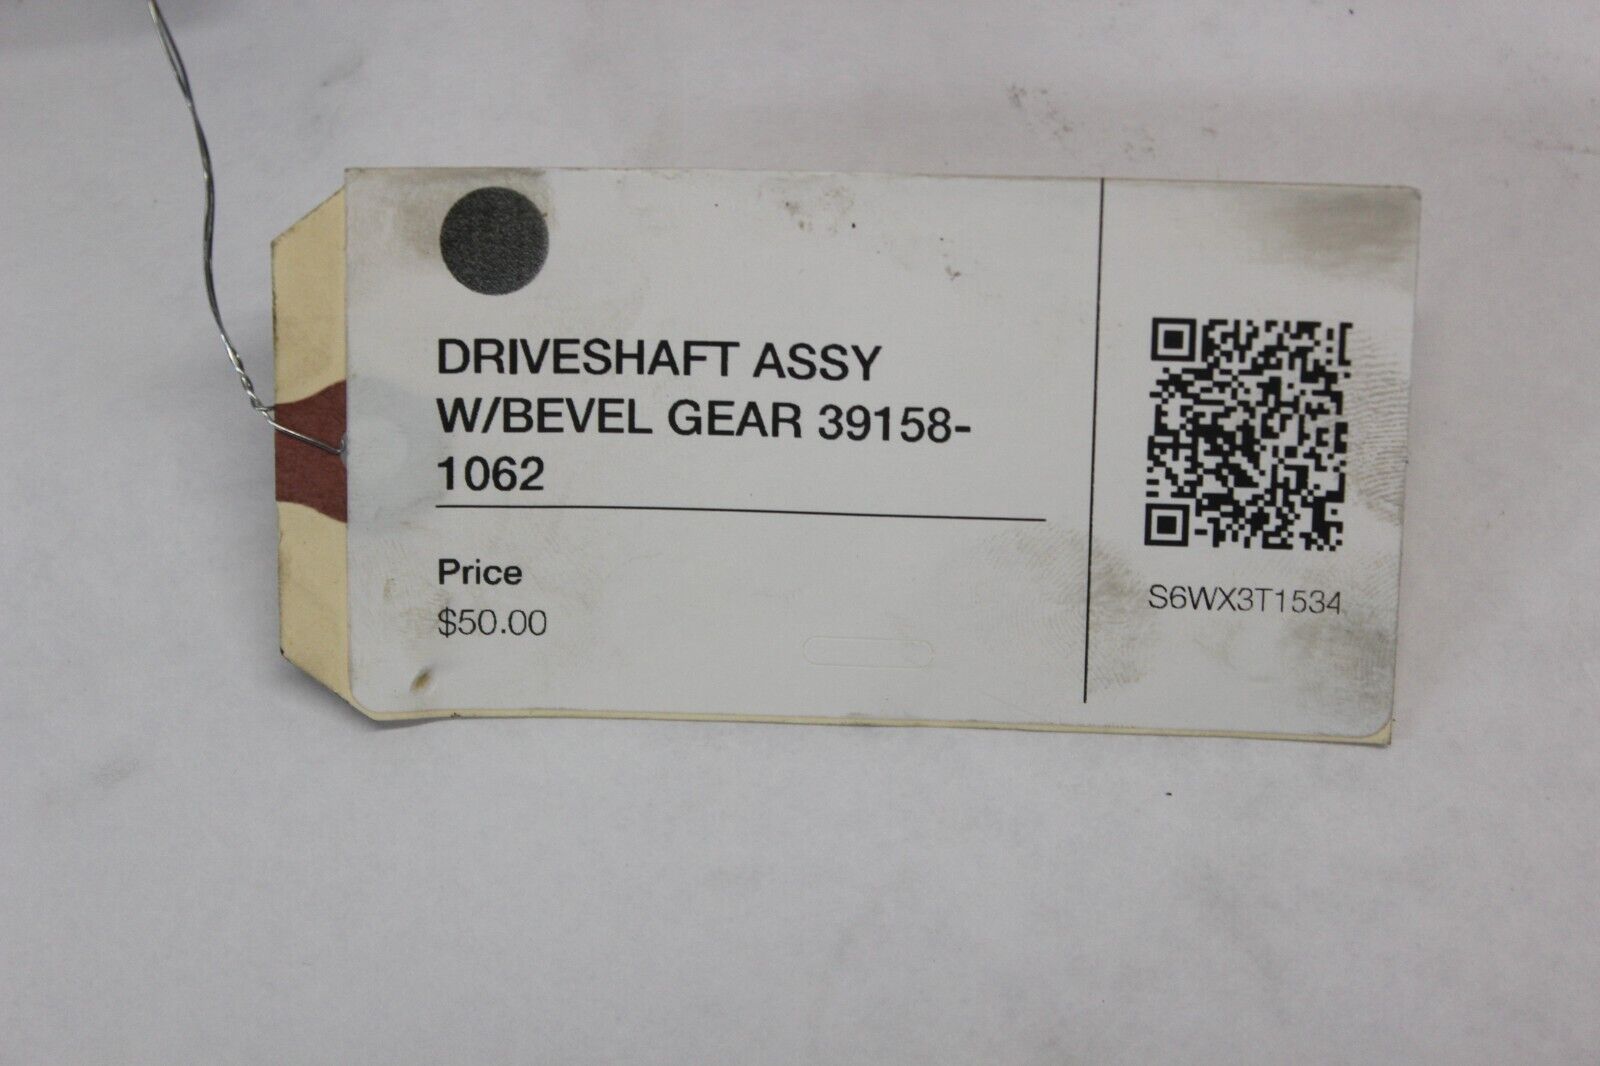 DRIVESHAFT ASSY
W/BEVEL GEAR 39158-
1062
Price
$50.00
S6WX3T1534